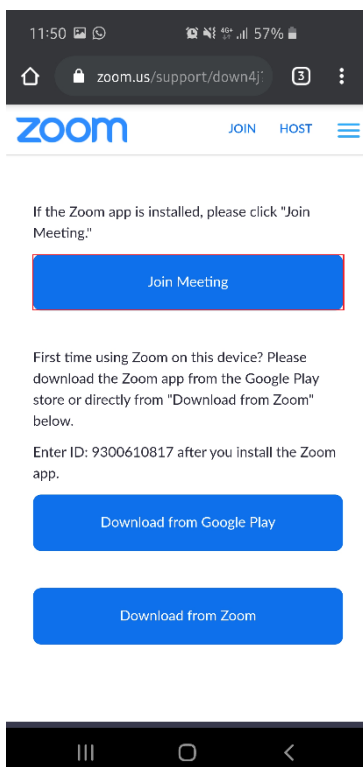 11:50 4G+ 57%
zoom.us/support/down4j 3
zoom JOIN HOST
If the Zoom app is installed, please click "Join
Meeting."
Join Meeting
First time using Zoom on this device? Please
download the Zoom app from the Google Play
store or directly from "Download from Zoom"
below.
Enter ID: 9300610817 after you install the Zoom
app.
Download from Google Play
Download from Zoom